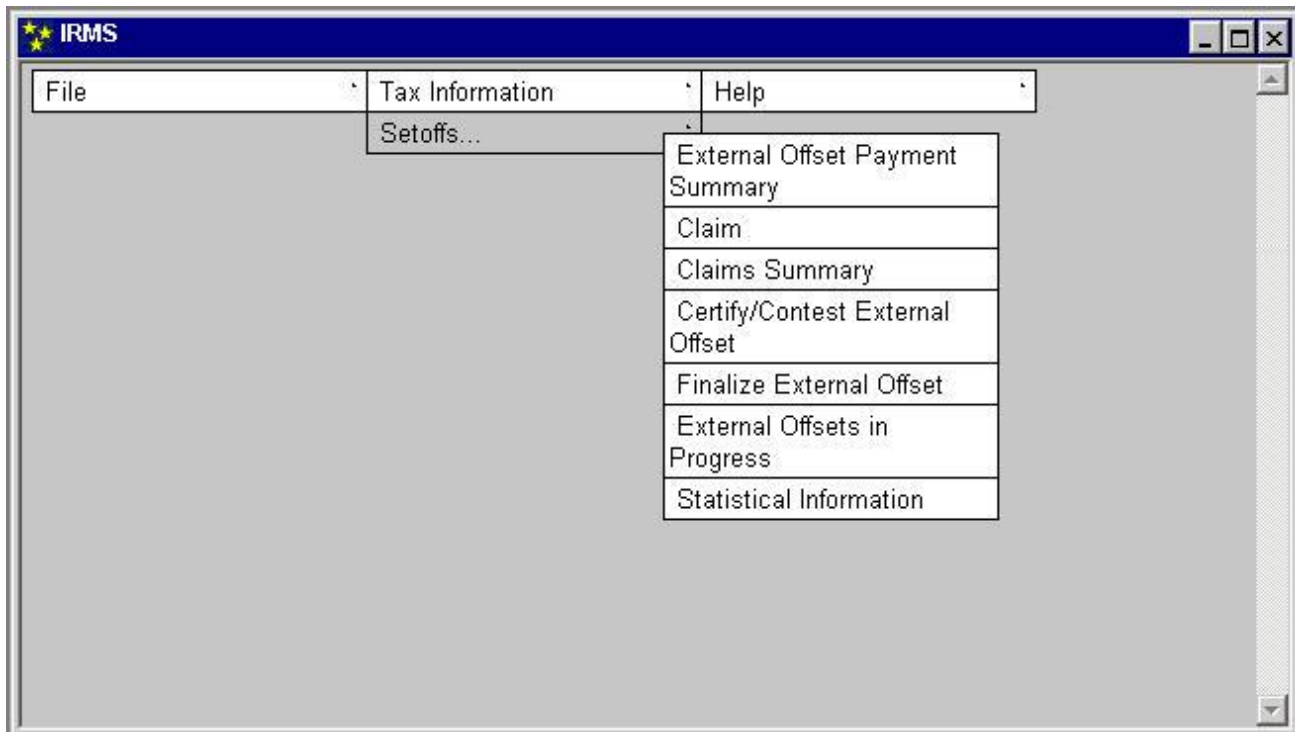 IRMS
File
Tax Information
Help
Setoffs...
External Offset Payment
Summary
Claim
Claims Summary
Certify/Contest External
Offset
Finalize External Offset
External Offsets in
Progress
Statistical Information